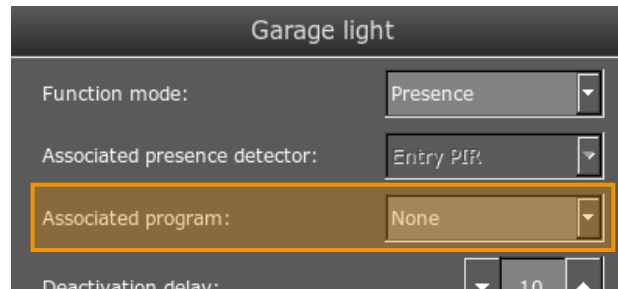 Garage light
Function mode: Presence
Associated presence detector: Entry PIR
Associated program: None
Deactivation delay: 10